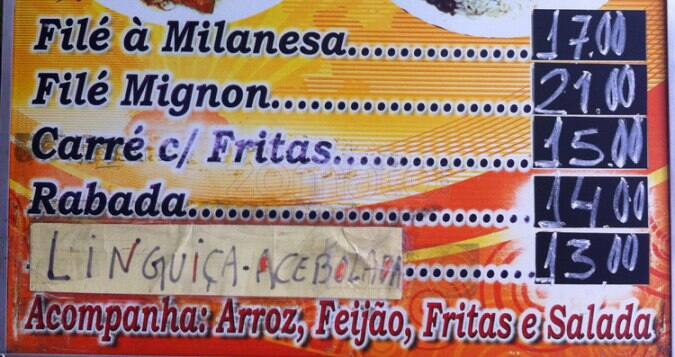 Filé à Milanesa.................. 17.00
Filé Mignon......................... 21.00
Carré c/ Fritas.................... 15.00
Rabada................................. 14.00
LINGUIÇA-ACEBOLADA ........ 13.00
Acompanha: Arroz, Feijão, Fritas e Salada